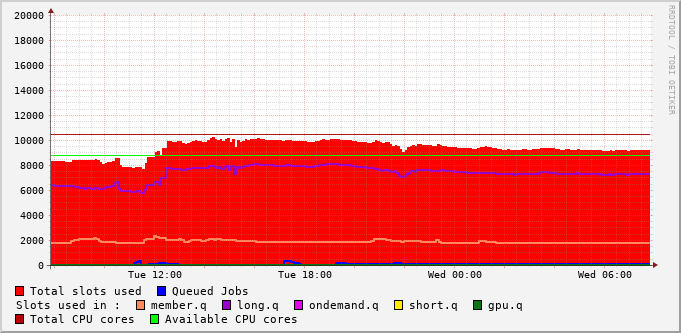 RRDTOOL / TOBI OETIKER
20000
18000
16000
14000
12000
10000
8000
6000
4000
2000
0
Tue 12:00 Tue 18:00 Wed 00:00 Wed 06:00
Total slots used Queued Jobs
Slots used in : member.q long.q ondemand.q short.q gpu.q
Total CPU cores Available CPU cores